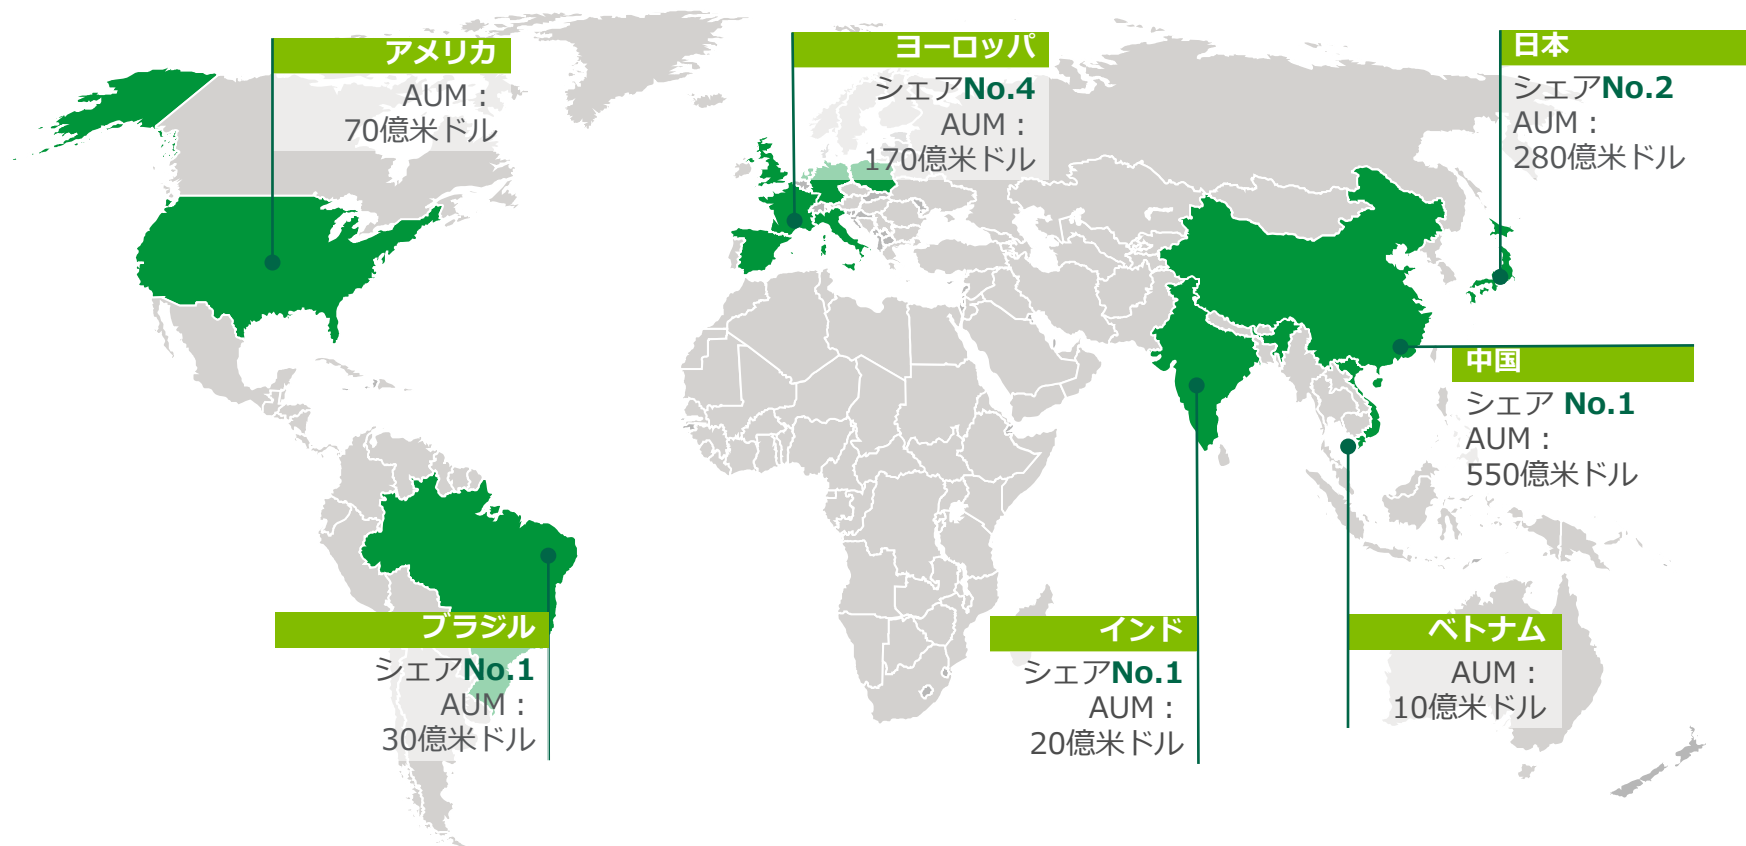 アメリカ
AUM：
70億米ドル
ヨーロッパ
シェアNo.4
AUM：
170億米ドル
日本
シェアNo.2
AUM：
280億米ドル
中国
シェア No.1
AUM：
550億米ドル
ブラジル
シェアNo.1
AUM：
30億米ドル
インド
シェアNo.1
AUM：
20億米ドル
ベトナム
AUM：
10億米ドル